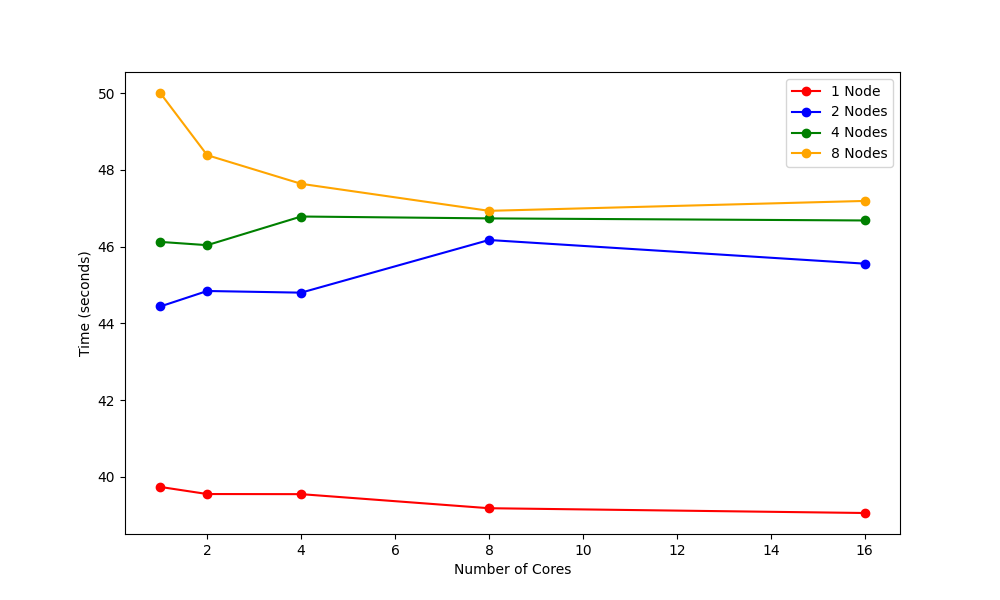 50
48
46
44
42
40
Time (seconds)
2 4 6 8 10 12 14 16
Number of Cores
1 Node
2 Nodes
4 Nodes
8 Nodes